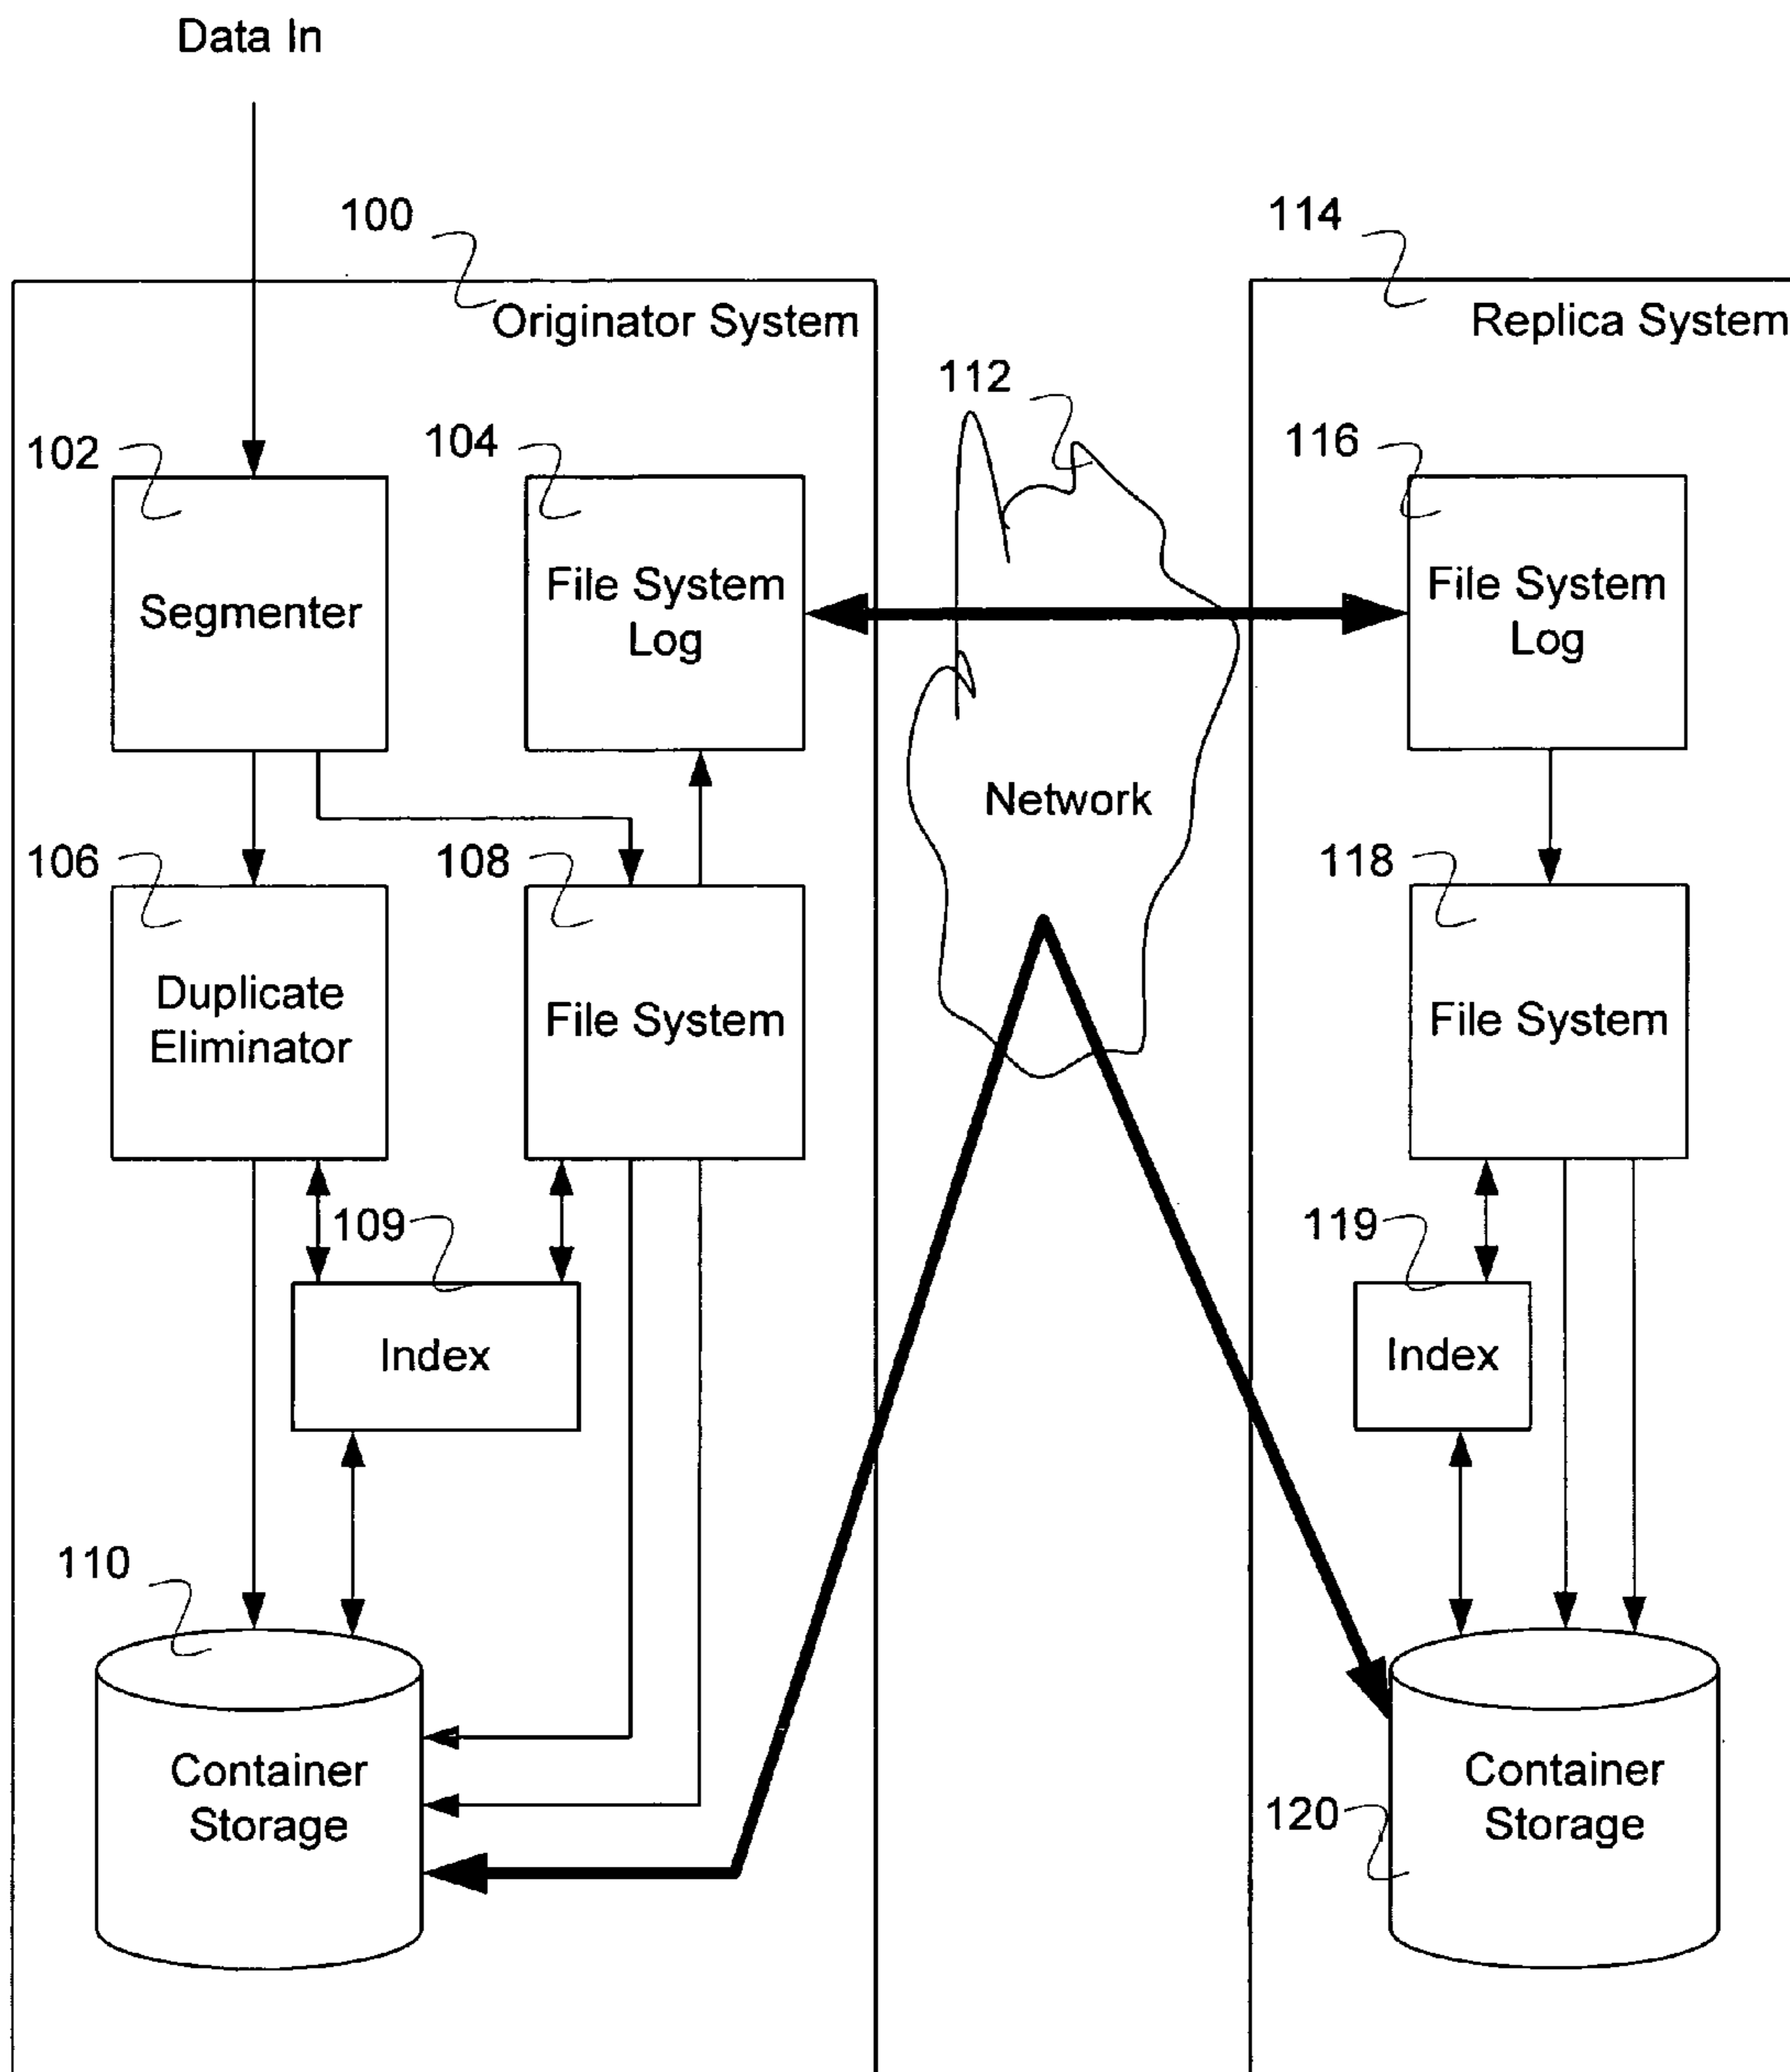 Data In
100
114
Originator System
Replica System
112
102
104
116
Segmenter
File System
Log
File System
Log
Network
106
108
118
Duplicate
Eliminator
File System
File System
109
119
Index
Index
110
Container
Storage
Container
Storage
120